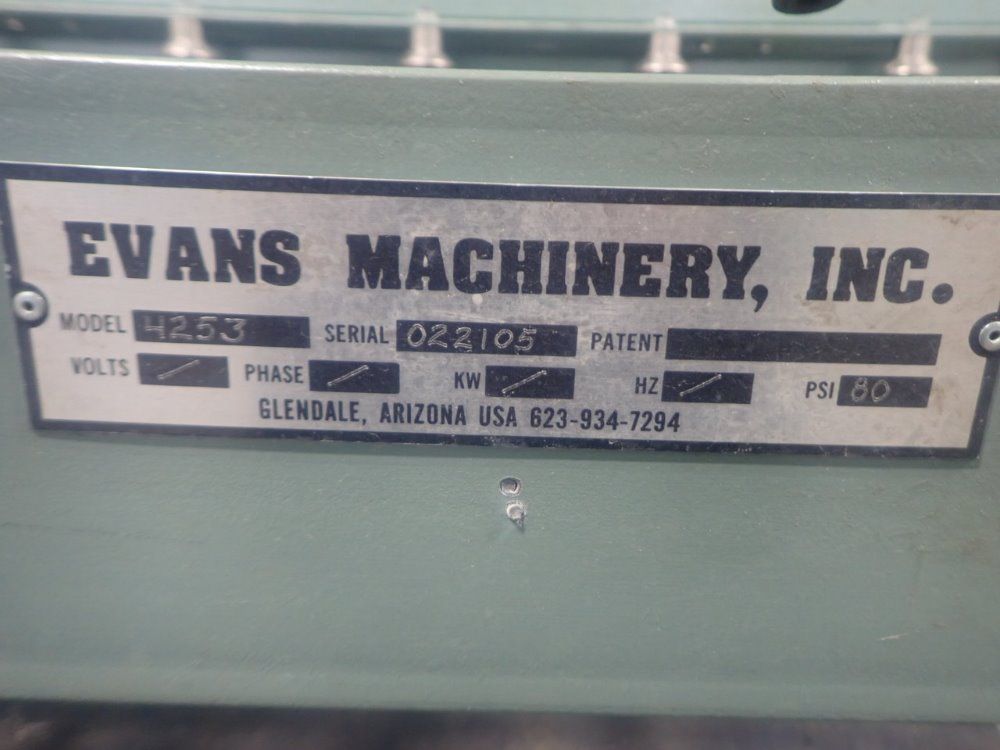 EVANS MACHINERY, INC.
MODEL 4253 SERIAL 022105 PATENT
VOLTS / PHASE / KW / HZ / PSI 80
GLENDALE, ARIZONA USA 623-934-7294